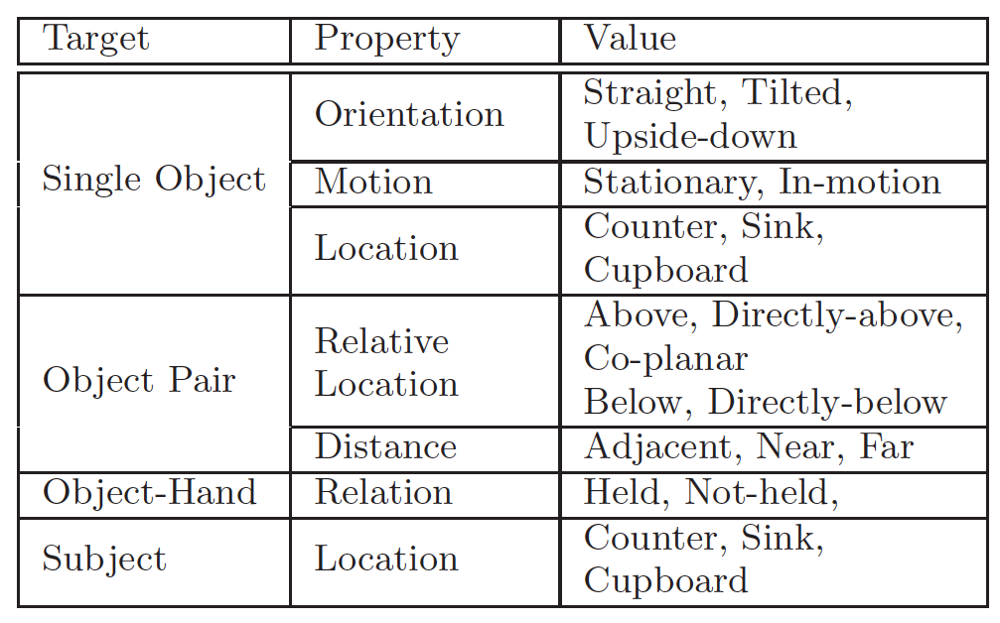 Target Property Value
Orientation Straight, Tilted,
Upside-down
Single Object Motion Stationary, In-motion
Location Counter, Sink,
Cupboard
Object Pair Relative
Location Above, Directly-above,
Co-planar
Below, Directly-below
Distance Adjacent, Near, Far
Object-Hand Relation Held, Not-held,
Subject Location Counter, Sink,
Cupboard